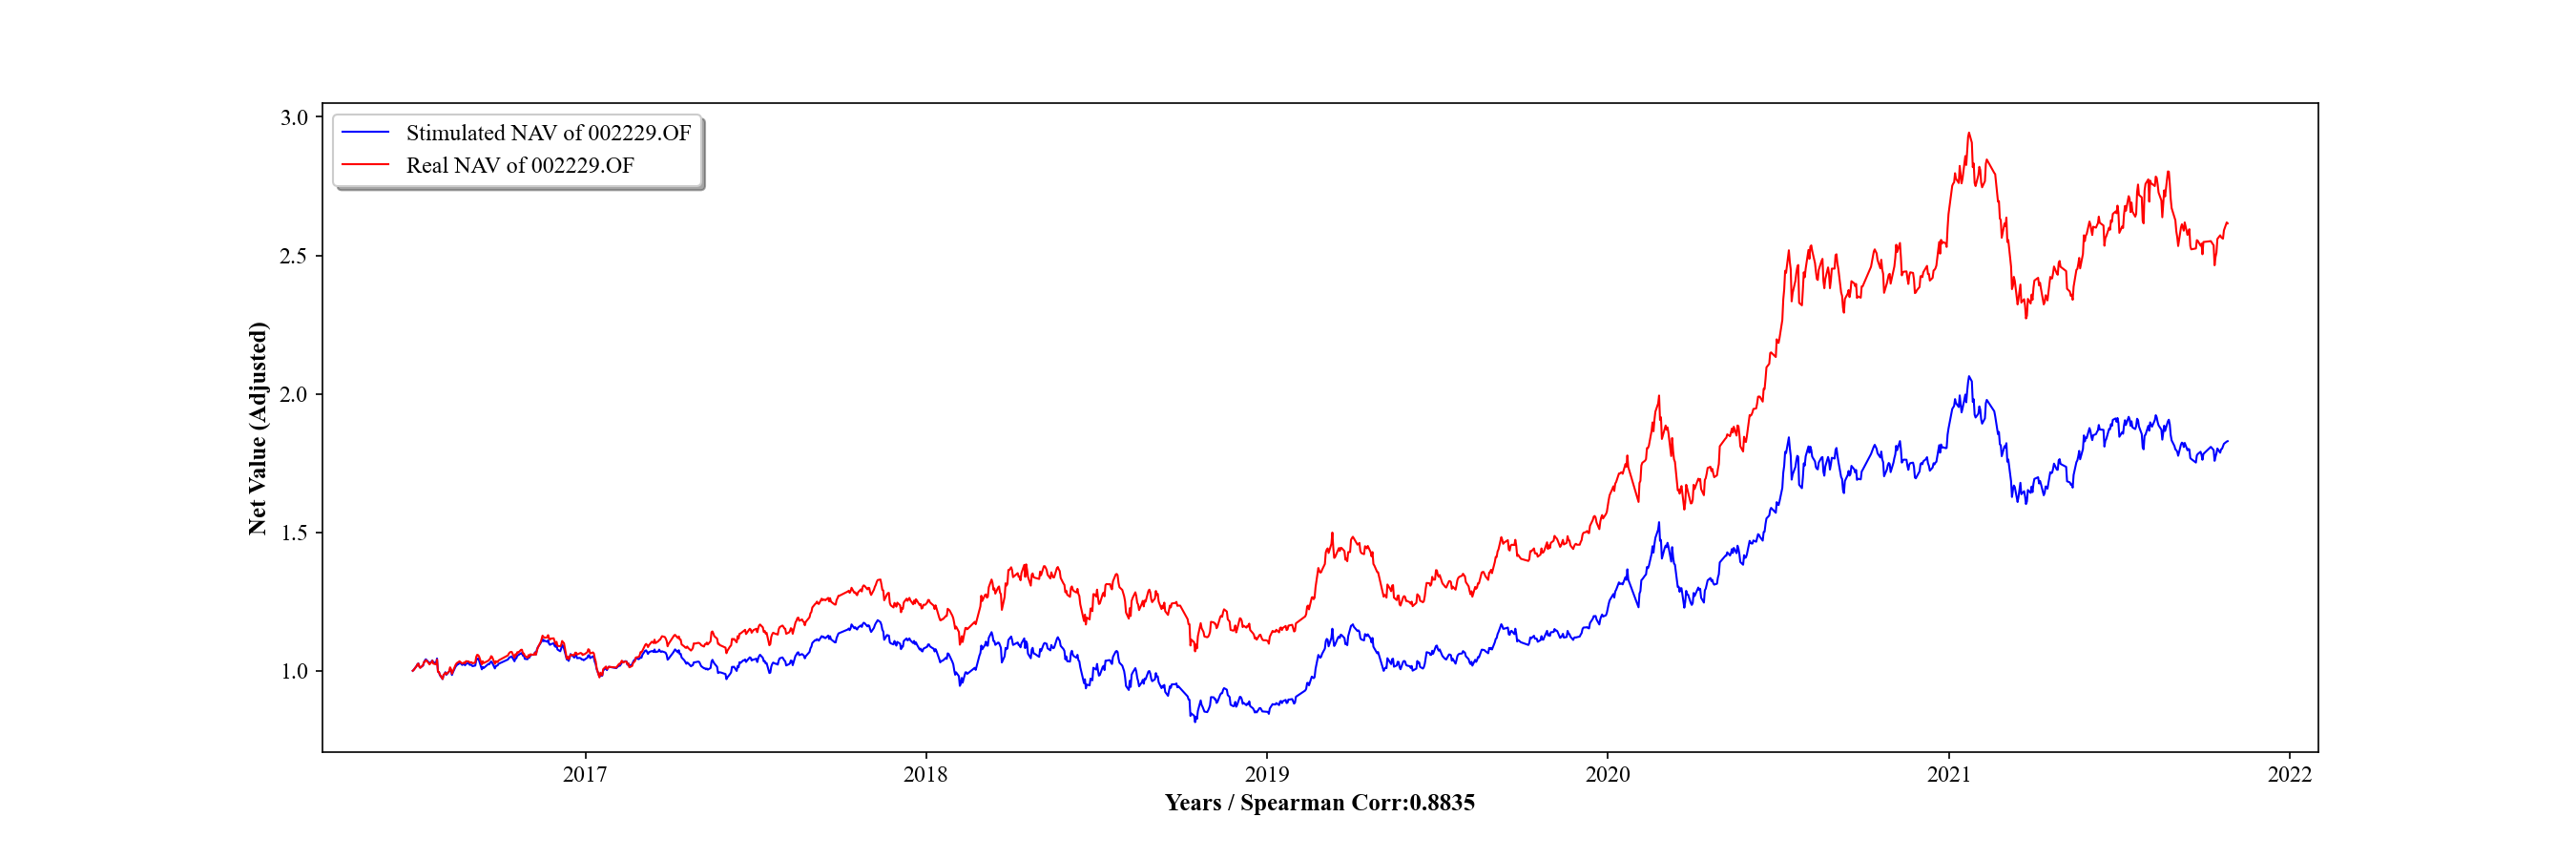 3.0
Stimulated NAV of 002229.OF
Real NAV of 002229.OF
2.5
2.0
1.5
1.0
Net Value (Adjusted)
2017 2018 2019 2020 2021 2022
Years / Spearman Corr:0.8835